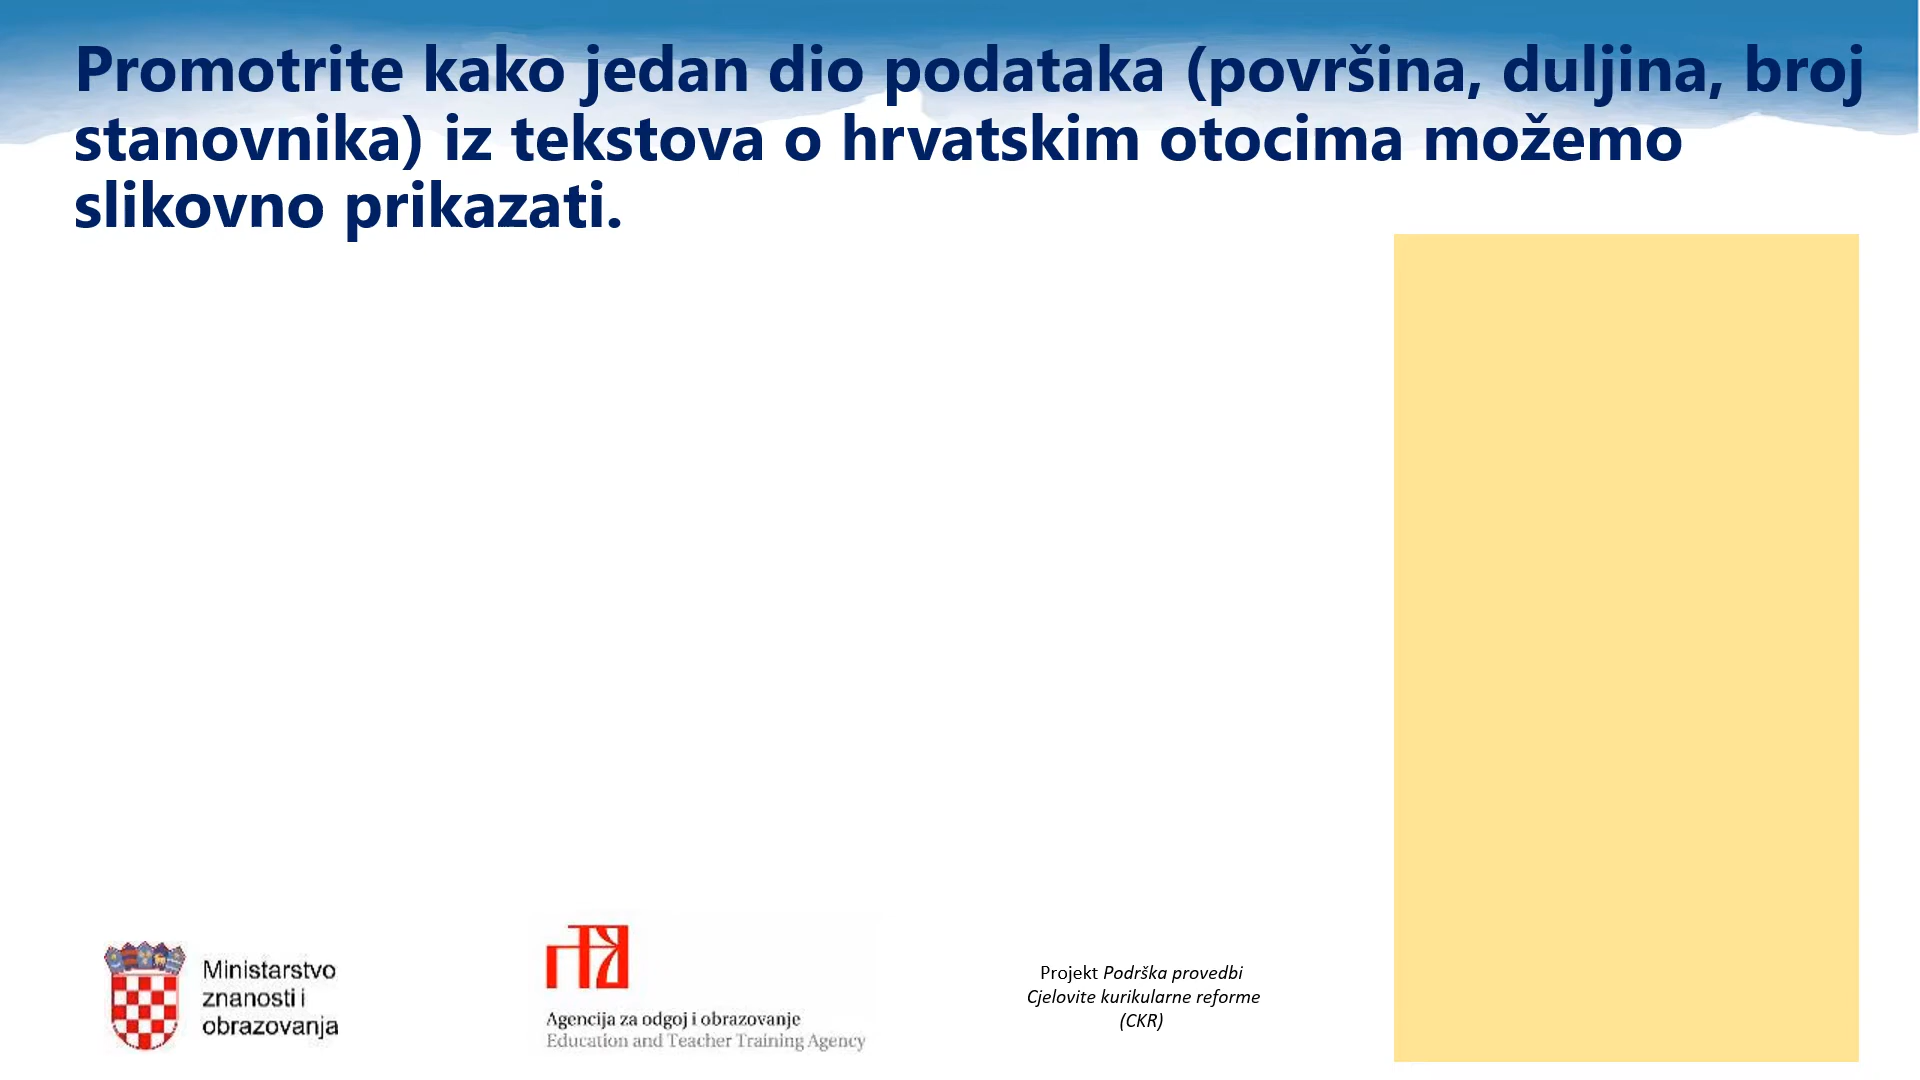 Promotrite kako jedan dio podataka (površina, duljina, broj
stanovnika) iz tekstova o hrvatskim otocima možemo
slikovno prikazati.
Ministarstvo
znanosti i
obrazovanja
Agencija za odgoj i obrazovanje
Education and Teacher Training Agency
Projekt Podrška provedbi
Cjelovite kurikularne reforme
(CKR)